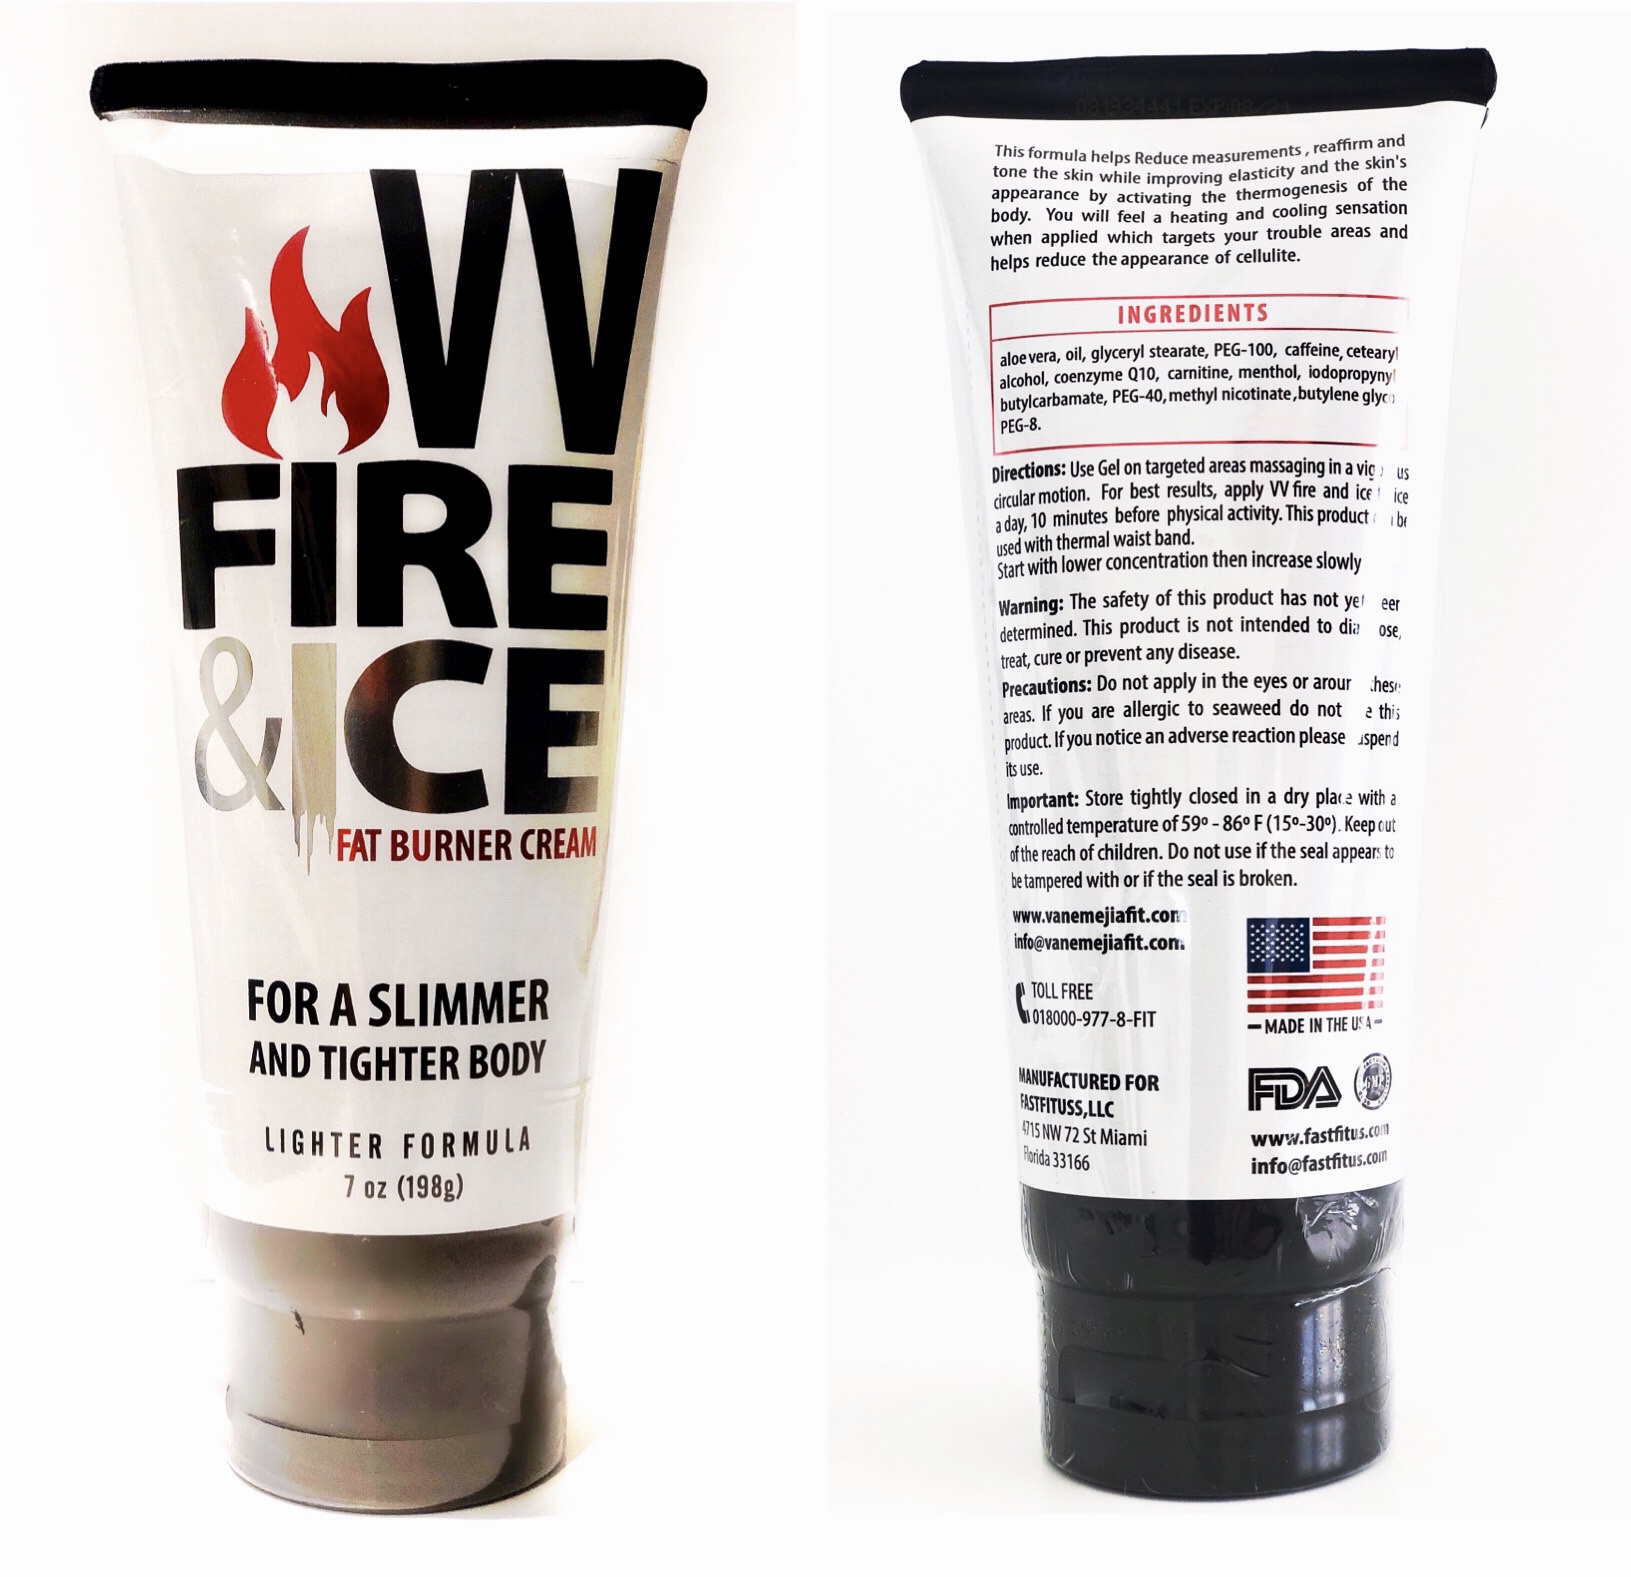 VV
FIRE
&ICE
FAT BURNER CREAM
FOR A SLIMMER
AND TIGHTER BODY
LIGHTER FORMULA
7 oz (198g)
This formula helps Reduce measurements , reaffirm and
tone the skin while improving elasticity and the skin's
appearance by activating the thermogenesis of the
body. You will feel a heating and cooling sensation
when applied which targets your trouble areas and
helps reduce the appearance of cellulite.
INGREDIENTS
aloe vera, oil, glyceryl stearate, PEG-100, caffeine, cetearyl
alcohol, coenzyme Q10, carnitine, menthol, iodopropynyl
butylcarbamate, PEG-40, methyl nicotinate, butylene
PEG-8.
Directions: Use Gel on targeted areas massaging in a
circular motion. For best results, apply VV fire and ice
a day, 10 minutes before physical activity. This product be
used with thermal waist band.
Start with lower concentration then increase slowly
Warning: The safety of this product has not
determined. This product is not intended to
treat, cure or prevent any disease.
Precautions: Do not apply in the eyes or
areas. If you are allergic to seaweed do not this
product. If you notice an adverse reaction please
its use.
Important: Store tightly closed in a dry place with a
controlled temperature of 59º - 86º F (15º-30º). Keep out
of the reach of children. Do not use if the seal appears to
be tampered with or if the seal is broken.
www.vanemejiafit.com
info@vanemejiafit.com
TOLL FREE
018000-977-8-FIT
MADE IN THE USA
MANUFACTURED FOR
FASTFITUSS,LLC
4715 NW 72 St Miami
Florida 33166
FDA GMP
www.fastfitus.com
info@fastfitus.com